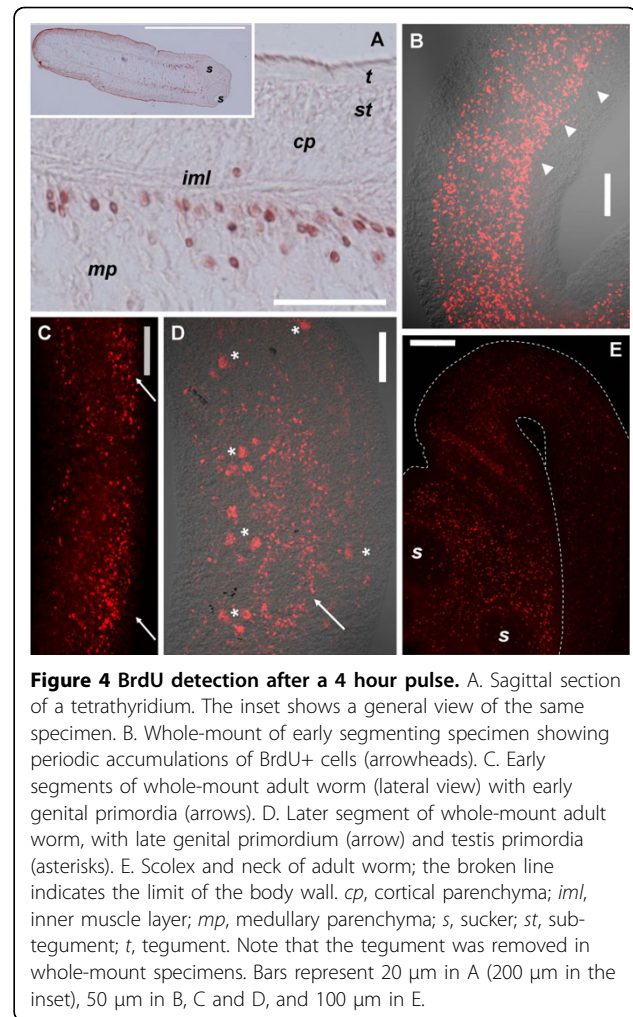 A
s
s
t
st
cp
iml
mp
B
C
D
*
*
*
*
*
*
E
s
s
Figure 4 BrdU detection after a 4 hour pulse. A. Sagittal section
of a tetrathyridium. The inset shows a general view of the same
specimen. B. Whole-mount of early segmenting specimen showing
periodic accumulations of BrdU+ cells (arrowheads). C. Early
segments of whole-mount adult worm (lateral view) with early
genital primordia (arrows). D. Later segment of whole-mount adult
worm, with late genital primordium (arrow) and testis primordia
(asterisks). E. Scolex and neck of adult worm; the broken line
indicates the limit of the body wall. cp, cortical parenchyma; iml,
inner muscle layer; mp, medullary parenchyma; s, sucker; st, sub-
tegument; t, tegument. Note that the tegument was removed in
whole-mount specimens. Bars represent 20 μm in A (200 μm in the
inset), 50 μm in B, C and D, and 100 μm in E.